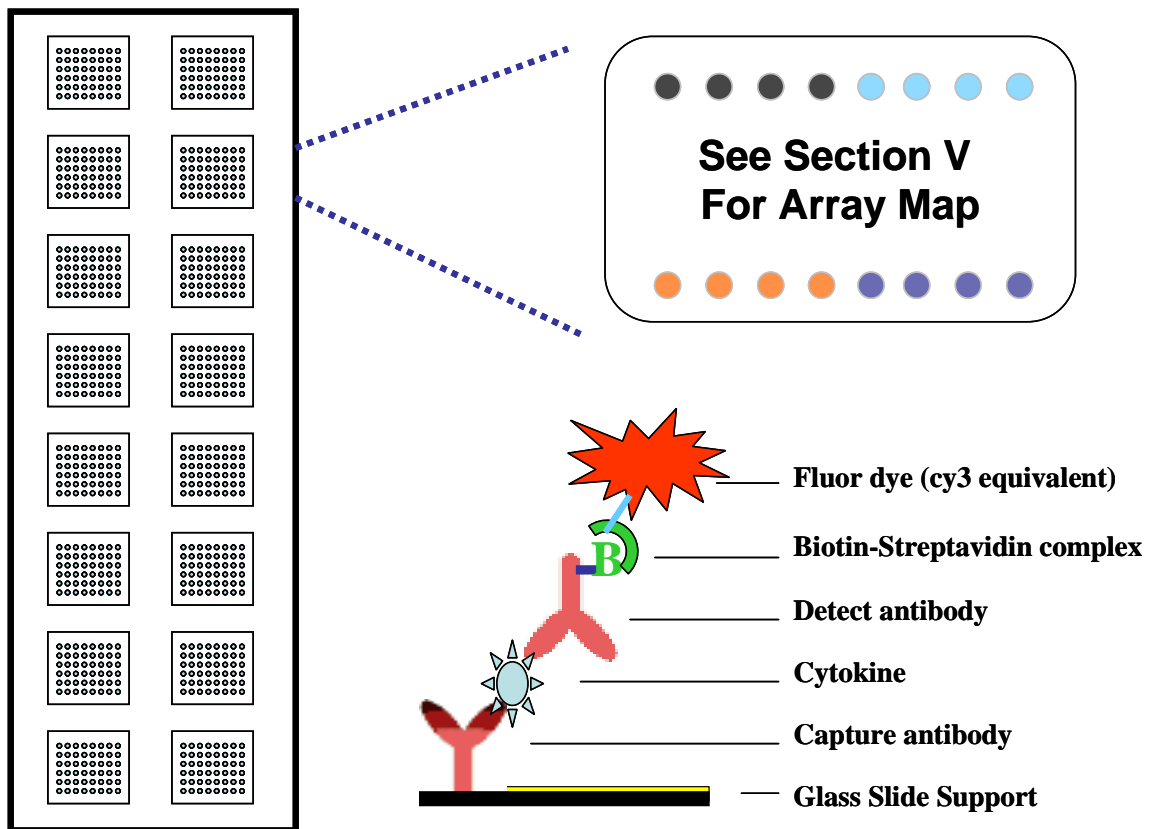 See Section V
For Array Map
Fluor dye (cy3 equivalent)
Biotin-Streptavidin complex
B
Detect antibody
Cytokine
Capture antibody
Glass Slide Support